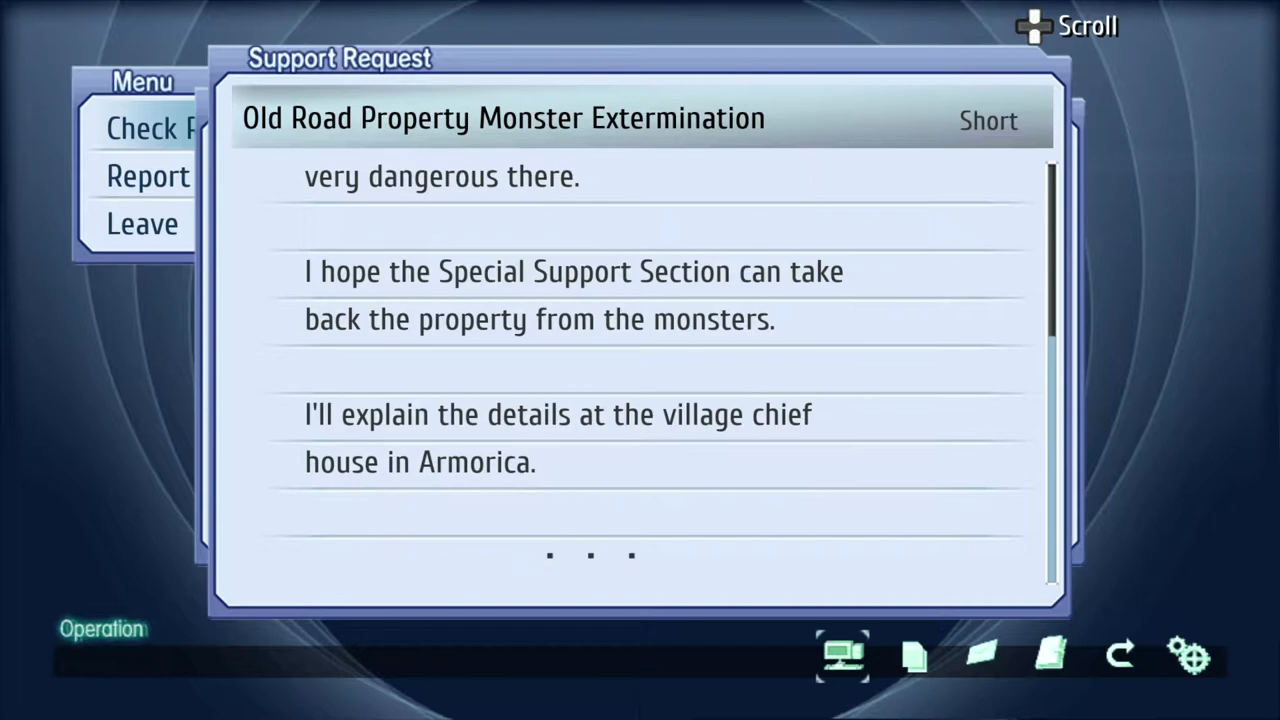 Scroll
Support Request
Menu
Old Road Property Monster Extermination
Short
Check
Report
Leave
very dangerous there.
I hope the Special Support Section can take
back the property from the monsters.
I'll explain the details at the village chief
house in Armorica.
. . .
Operation